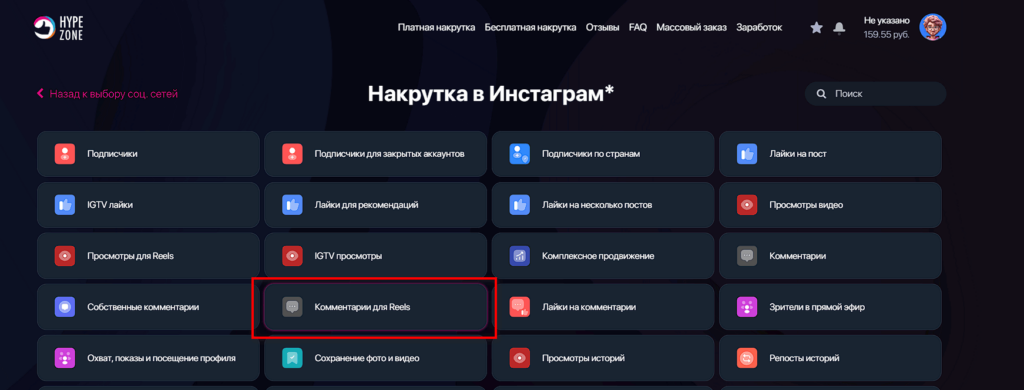 HYPE
ZONE
Платная накрутка Бесплатная накрутка Отзывы FAQ Массовый заказ Заработок
Не указано
159.55 руб.
Назад к выбору соц. сетей
Накрутка в Инстаграм*
Поиск
Подписчики
Подписчики для закрытых аккаунтов
Подписчики по странам
Лайки на пост
IGTV лайки
Лайки для рекомендаций
Лайки на несколько постов
Просмотры видео
Просмотры для Reels
IGTV просмотры
Комплексное продвижение
Комментарии
Собственные комментарии
Комментарии для Reels
Лайки на комментарии
Зрители в прямой эфир
Охват, показы и посещение профиля
Сохранение фото и видео
Просмотры историй
Репосты историй